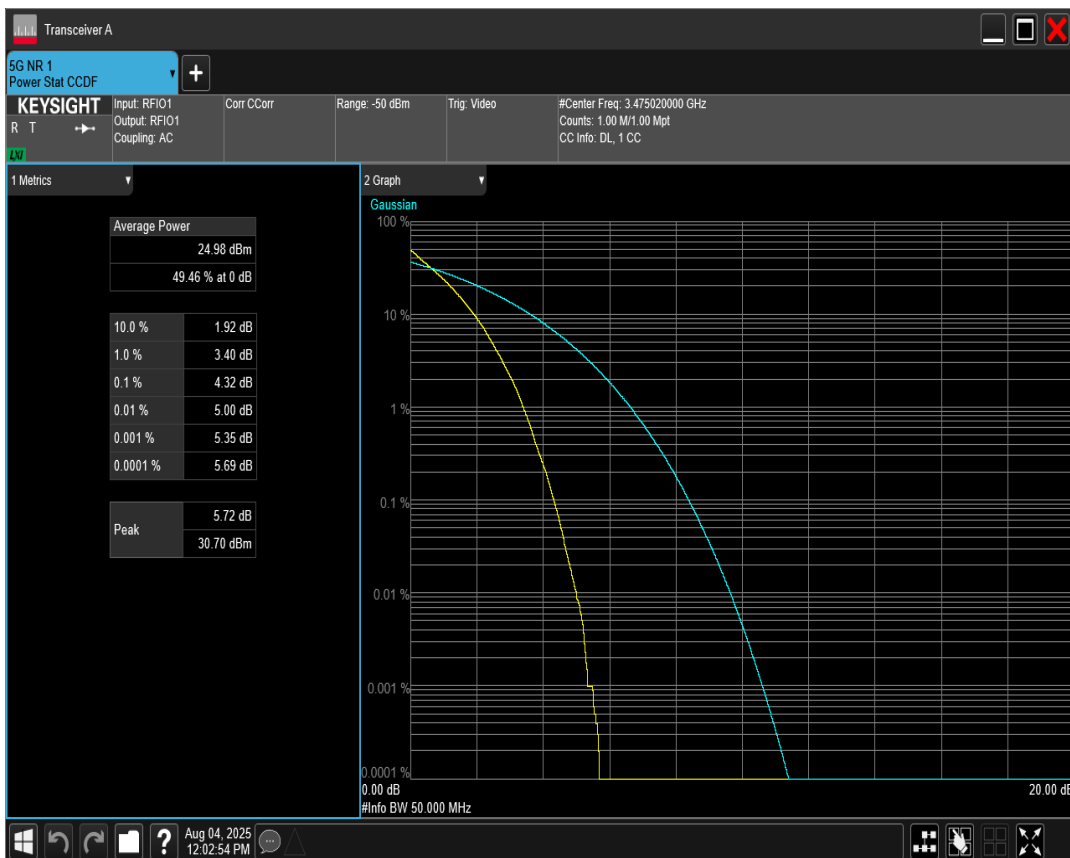 Transceiver A
5G NR 1
Power Stat CCDF
KEYSIGHT
R T
LXI
Input: RFIO1
Output: RFIO1
Coupling: AC
Corr CCorr
Range: -50 dBm
Trig: Video
#Center Freq: 3.475020000 GHz
Counts: 1.00 M/1.00 Mpt
CC Info: DL, 1 CC
1 Metrics
Average Power
24.98 dBm
49.46 % at 0 dB
10.0 % 1.92 dB
1.0 % 3.40 dB
0.1 % 4.32 dB
0.01 % 5.00 dB
0.001 % 5.35 dB
0.0001 % 5.69 dB
Peak 5.72 dB
30.70 dBm
2 Graph
Gaussian
100 %
10 %
1 %
0.1 %
0.01 %
0.001 %
0.0001 %
0.00 dB 20.00 dB
#Info BW 50.000 MHz
?
Aug 04, 2025
12:02:54 PM